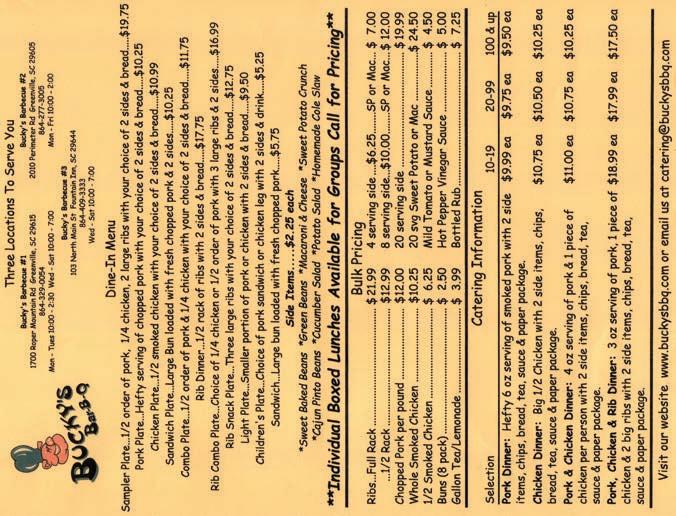 Three Locations To Serve You
Bucky's Barbecue #1
1700 Roper Mountain Rd Greenville, SC 29615
864-329-0054
Mon - Tues 10:00 - 2:30 Wed - Sat 10:00 - 7:00
Bucky's Barbecue #2
2010 Perimeter Rd Greenville, SC 29605
864-277-3005
Mon - Fri 10:00 - 2:00
Bucky's Barbecue #3
103 North Main St Fountain Inn, SC 29644
864-409-3333
Wed - Sat 10:00 - 7:00
BUCKY'S
Bar-B-Q
Dine-In Menu
Sampler Plate...1/2 order of pork, 1/4 chicken, 2 large ribs with your choice of 2 sides & bread....$19.75
Pork Plate...Hefty serving of chopped pork with your choice of 2 sides & bread....$10.25
Chicken Plate...1/2 smoked chicken with your choice of 2 sides & bread....$10.99
Sandwich Plate...Large Bun loaded with fresh chopped pork & 2 sides....$10.25
Combo Plate...1/2 order of pork & 1/4 chicken with your choice of 2 sides & bread....$11.75
Rib Dinner...1/2 rack of ribs with 2 sides & bread....$17.75
Rib Combo Plate...Choice of 1/4 chicken or 1/2 order of pork with 3 large ribs & 2 sides....$16.99
Rib Snack Plate...Three large ribs with your choice of 2 sides & bread....$12.75
Light Plate...Smaller portion of pork or chicken with 2 sides & bread....$9.50
Children's Plate...Choice of pork sandwich or chicken leg with 2 sides & drink....$5.25
Sandwich...Large bun loaded with fresh chopped pork....$5.75
Side Items.....$2.25 each
*Sweet Baked Beans *Green Beans *Macaroni & Cheese *Sweet Potato Crunch
*Cajun Pinto Beans *Cucumber Salad *Potato Salad *Homemade Cole Slaw
**Individual Boxed Lunches Available for Groups Call for Pricing**
Bulk Pricing
Ribs...Full Rack $ 21.99
...1/2 Rack $12.99
Chopped Pork per pound $12.00
Whole Smoked Chicken $10.25
1/2 Smoked Chicken $ 6.25
Buns (8 pack) $ 2.50
Gallon Tea/Lemonade $ 3.99
4 serving side....$6.25.....SP or Mac... $ 7.00
8 serving side...$10.00.....SP or Mac... $ 12.00
20 serving side $ 19.99
20 svg Sweet Potato or Mac $ 24.50
Mild Tomato or Mustard Sauce $ 4.50
Hot Pepper Vinegar Sauce $ 5.00
Bottled Rub $ 7.25
Catering Information
Selection 10-19 20-99 100 & up
Pork Dinner: Hefty 6 oz serving of smoked pork with 2 side $9.99 ea $9.75 ea $9.50 ea
items, chips, bread, tea, sauce & paper package.
Chicken Dinner: Big 1/2 Chicken with 2 side items, chips, $10.75 ea $10.50 ea $10.25 ea
bread, tea, sauce & paper package.
Pork & Chicken Dinner: 4 oz serving of pork & 1 piece of $11.00 ea $10.75 ea $10.25 ea
chicken per person with 2 side items, chips, bread, tea,
sauce & paper package.
Pork, Chicken & Rib Dinner: 3 oz serving of pork, 1 piece of $18.99 ea $17.99 ea $17.50 ea
chicken & 2 big ribs with 2 side items, chips, bread, tea,
sauce & paper package.
Visit our website www.buckysbbq.com or email us at catering@buckysbbq.com